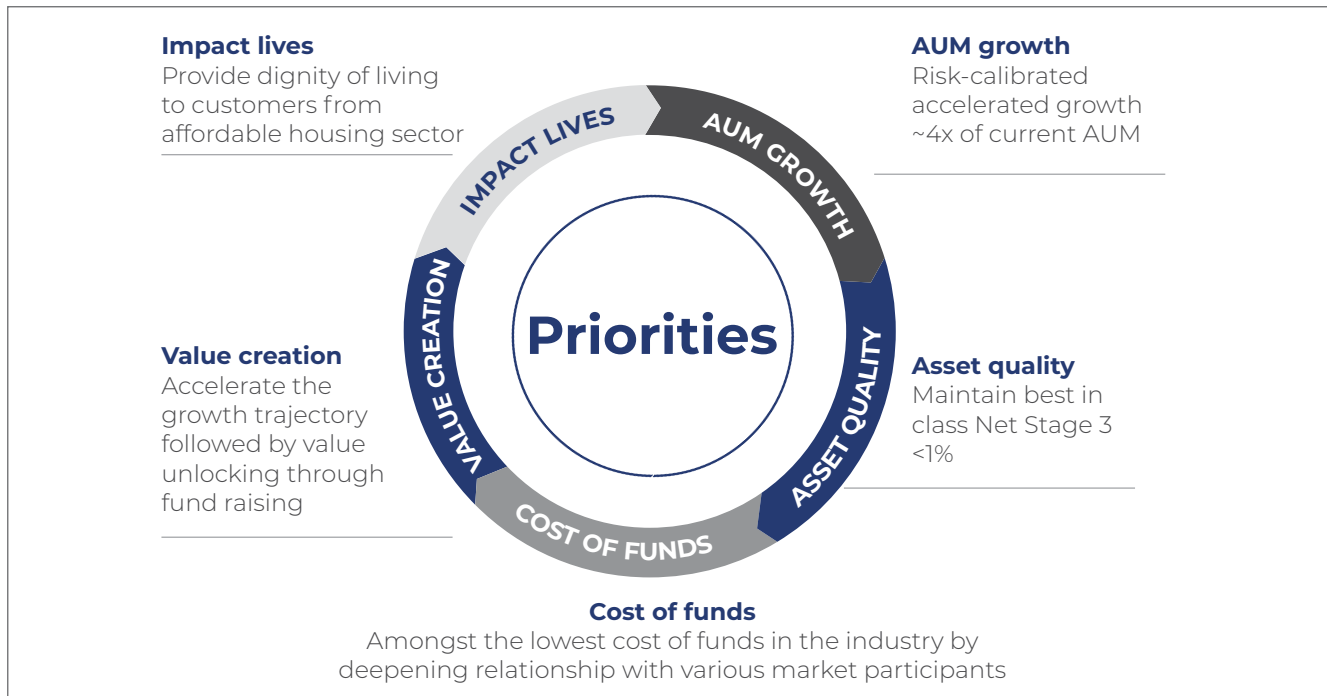 Impact lives
Provide dignity of living
to customers from
affordable housing sector
AUM growth
Risk-calibrated
accelerated growth
~4x of current AUM
IMPACT LIVES
AUM GROWTH
Priorities
VALUE CREATION
ASSET QUALITY
COST OF FUNDS
Value creation
Accelerate the
growth trajectory
followed by value
unlocking through
fund raising
Asset quality
Maintain best in
class Net Stage 3
<1%
Cost of funds
Amongst the lowest cost of funds in the industry by
deepening relationship with various market participants